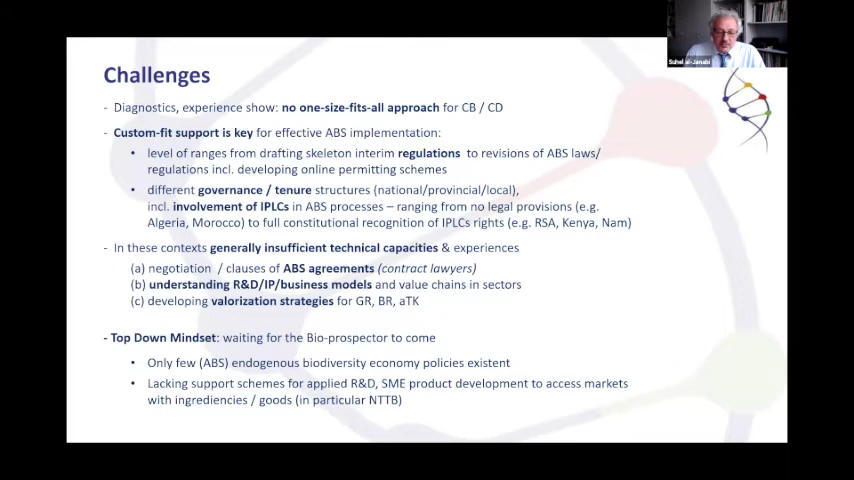 Suhel al-Janabi
Challenges
- Diagnostics, experience show: no one-size-fits-all approach for CB / CD
- Custom-fit support is key for effective ABS implementation:
• level of ranges from drafting skeleton interim regulations to revisions of ABS laws/
regulations incl. developing online permitting schemes
• different governance / tenure structures (national/provincial/local),
incl. involvement of IPLCs in ABS processes – ranging from no legal provisions (e.g.
Algeria, Morocco) to full constitutional recognition of IPLCs rights (e.g. RSA, Kenya, Nam)
- In these contexts generally insufficient technical capacities & experiences
(a) negotiation / clauses of ABS agreements (contract lawyers)
(b) understanding R&D/IP/business models and value chains in sectors
(c) developing valorization strategies for GR, BR, aTK
- Top Down Mindset: waiting for the Bio-prospector to come
• Only few (ABS) endogenous biodiversity economy policies existent
• Lacking support schemes for applied R&D, SME product development to access markets
with ingrediencies / goods (in particular NTTB)